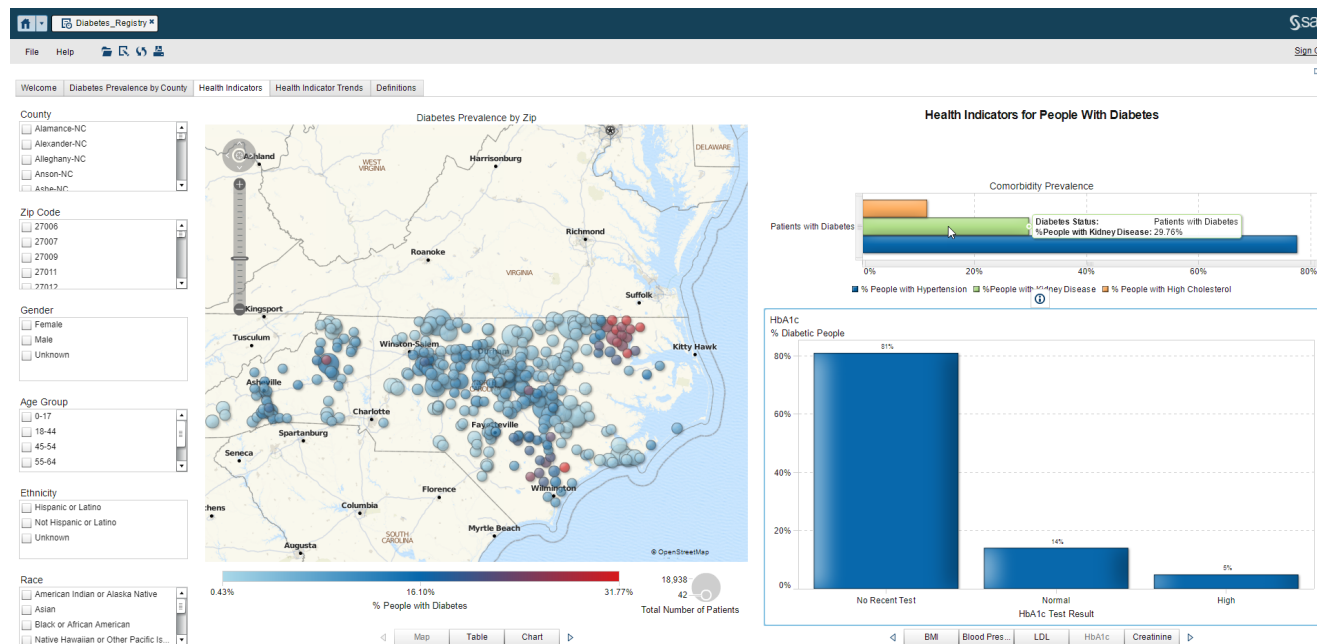 Diabetes_Registry
File Help
Welcome Diabetes Prevalence by County Health Indicators Health Indicator Trends Definitions
County
Alamance-NC
Alexander-NC
Alleghany-NC
Anson-NC
Ashe-NC
Zip Code
27006
27007
27009
27011
27012
Gender
Female
Male
Unknown
Age Group
0-17
18-44
45-54
55-64
Ethnicity
Hispanic or Latino
Not Hispanic or Latino
Unknown
Race
American Indian or Alaska Native
Asian
Black or African American
Native Hawaiian or Other Pacific Is...
Diabetes Prevalence by Zip
Ashland
WEST VIRGINIA
Harrisonburg
DELAWARE
Richmond
Roanoke
VIRGINIA
Suffolk
Kingsport
Tusculum
Winston-Salem
Kitty Hawk
Asheville
Charlotte
Fayetteville
Spartanburg
Seneca
Florence
Wilmington
Columbia
SOUTH CAROLINA
Myrtle Beach
Augusta
© OpenStreetMap
0.43% 16.10% 31.77%
% People with Diabetes
18,938
42
Total Number of Patients
Map Table Chart
Health Indicators for People With Diabetes
Comorbidity Prevalence
Patients with Diabetes
Diabetes Status: Patients with Diabetes
%People with Kidney Disease: 29.76%
0% 20% 40% 60% 80%
% People with Hypertension %People with Kidney Disease % People with High Cholesterol
HbA1c
% Diabetic People
80%
60%
40%
20%
0%
81%
14%
5%
No Recent Test Normal High
HbA1c Test Result
BMI Blood Pres... LDL HbA1c Creatinine